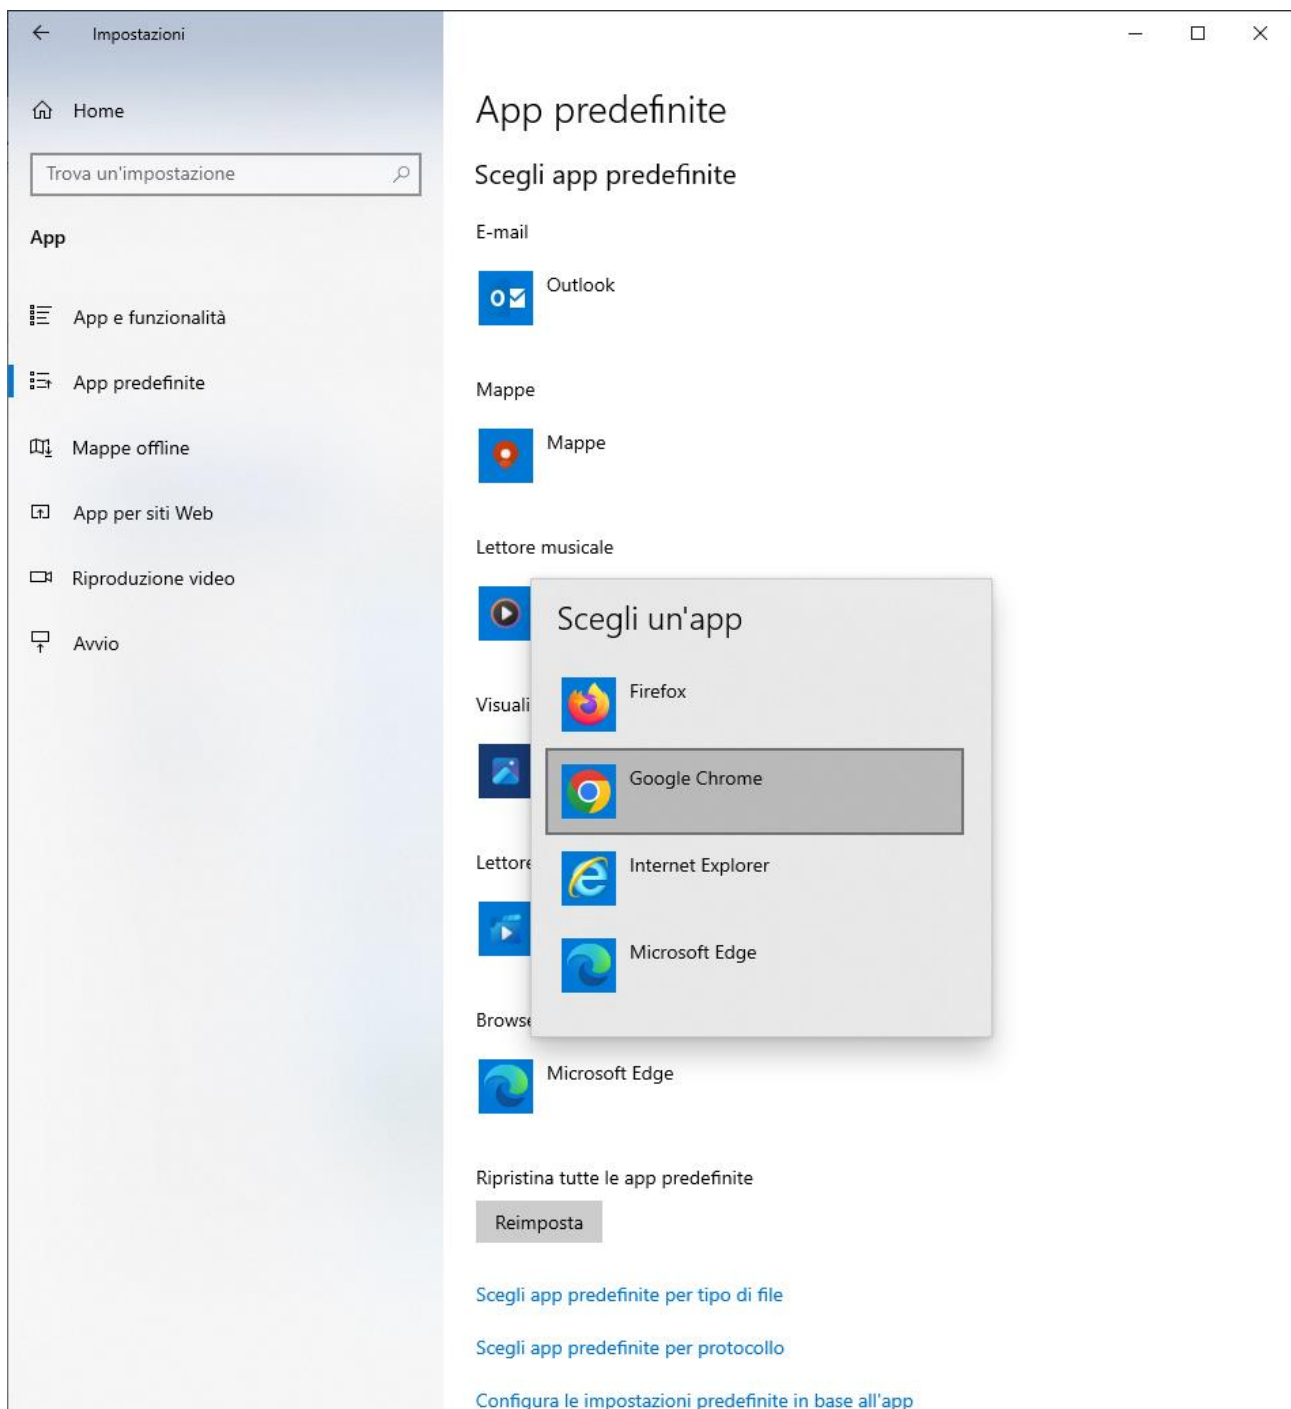 Impostazioni
Home
Trova un'impostazione
App
App e funzionalità
App predefinite
Mappe offline
App per siti Web
Riproduzione video
Avvio
App predefinite
Scegli app predefinite
E-mail
Outlook
Mappe
Mappe
Lettore musicale
Scegli un'app
Firefox
Google Chrome
Internet Explorer
Microsoft Edge
Visuali
Lettore
Browse
Microsoft Edge
Ripristina tutte le app predefinite
Reimposta
Scegli app predefinite per tipo di file
Scegli app predefinite per protocollo
Configura le impostazioni predefinite in base all'app